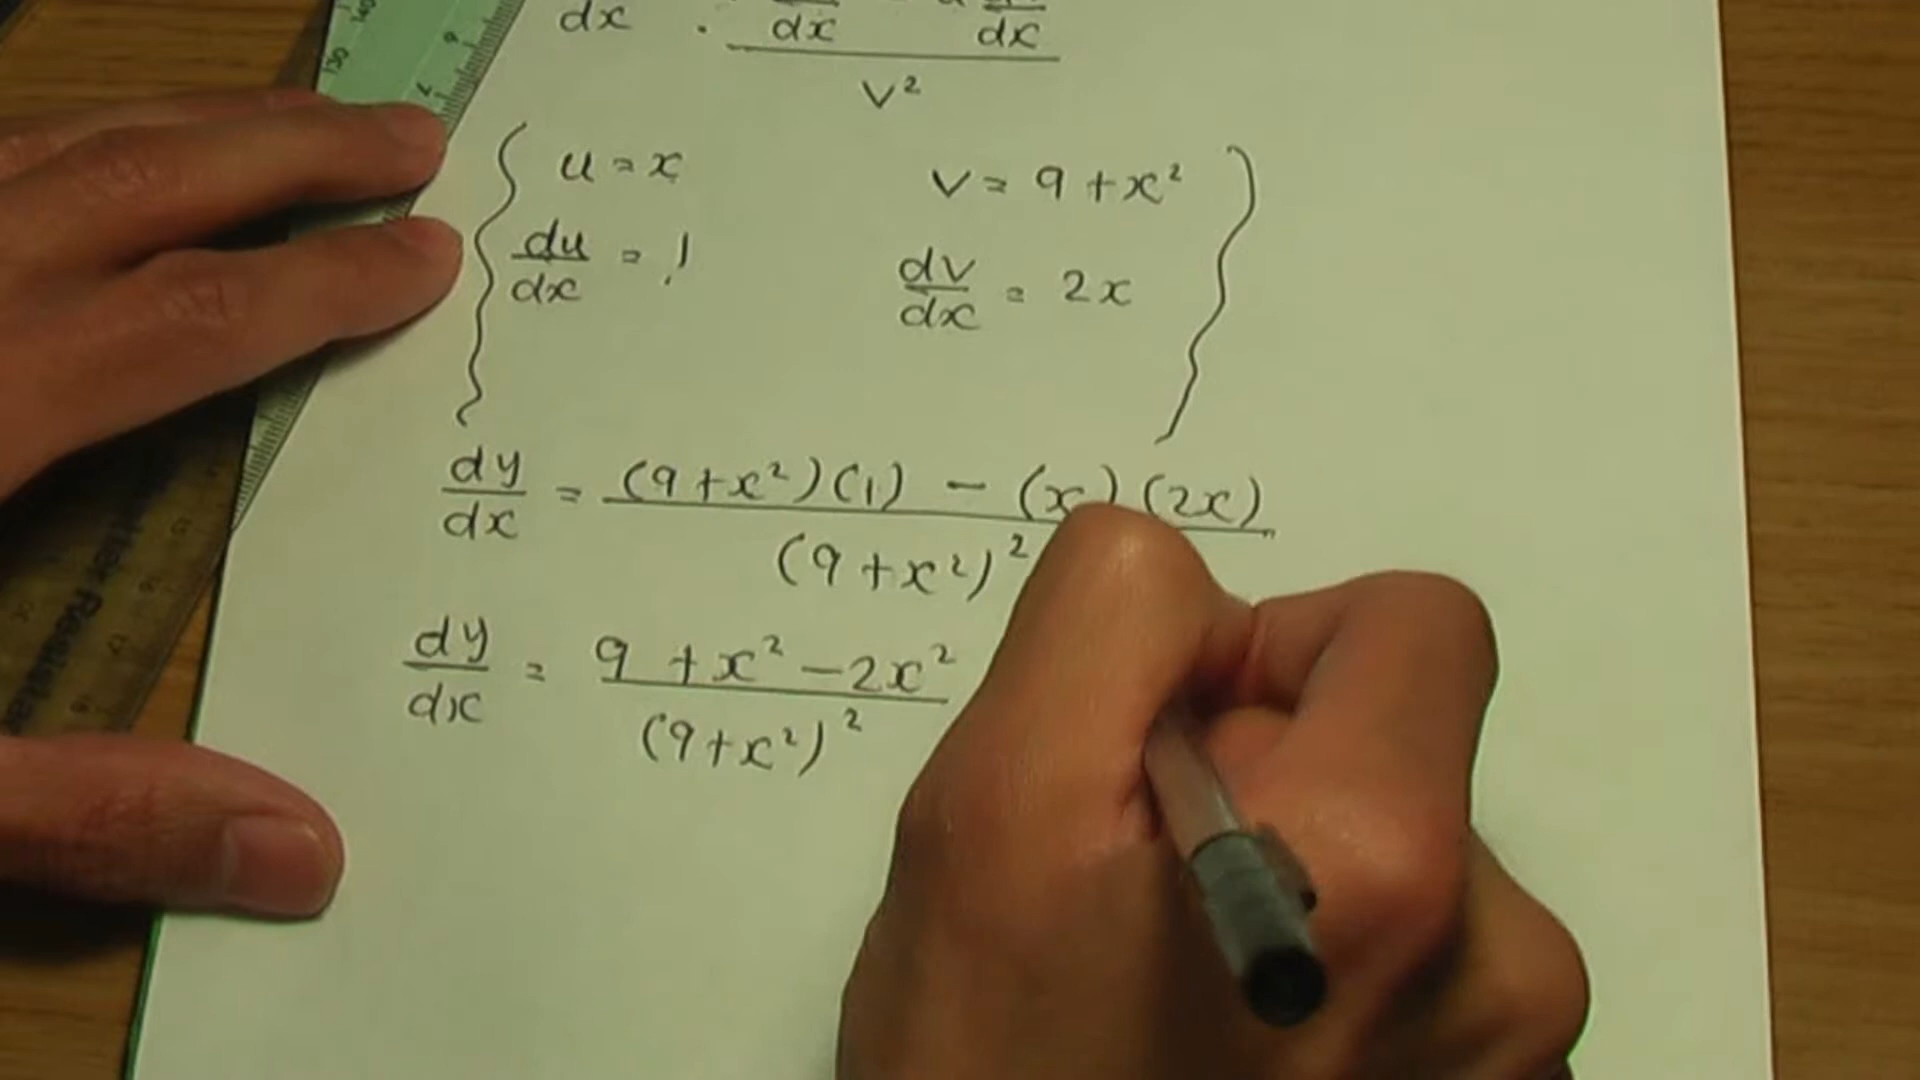 dx dx dx
v²
u = x v = 9 + x²
du/dx = 1 dv/dx = 2x
dy/dx = (9 + x²)(1) - (x)(2x) / (9 + x²)²
dy/dx = 9 + x² - 2x² / (9 + x²)²